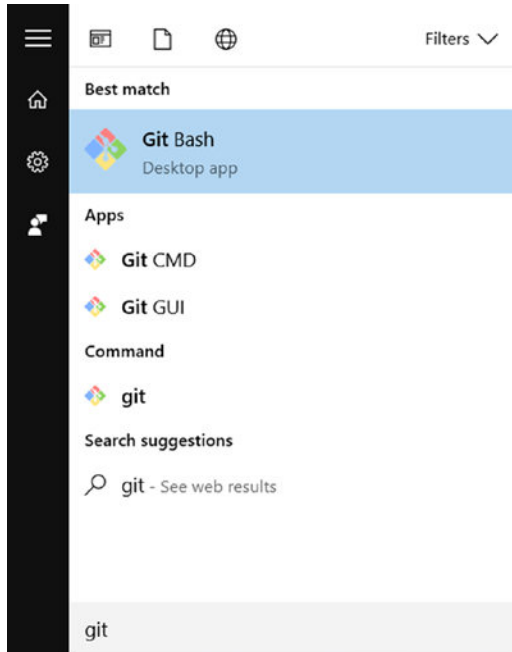 Filters
Best match
Git Bash
Desktop app
Apps
Git CMD
Git GUI
Command
git
Search suggestions
git - See web results
git